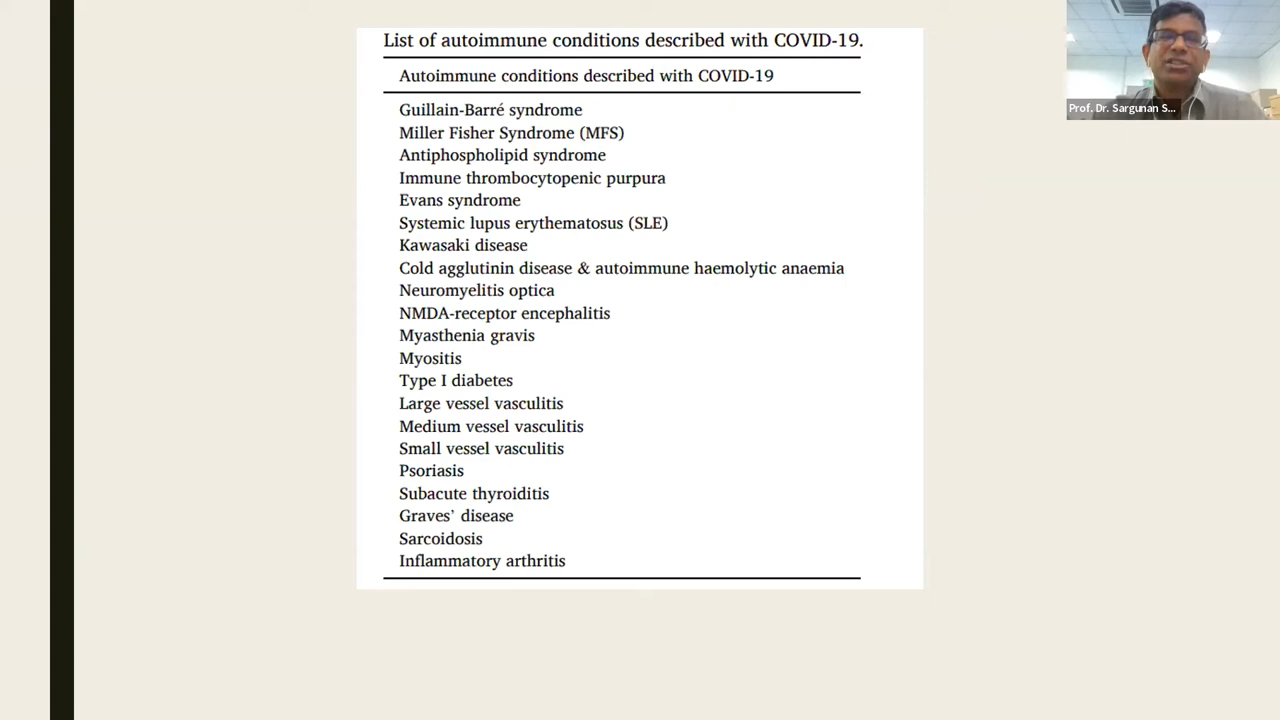 List of autoimmune conditions described with COVID-19.
Autoimmune conditions described with COVID-19
Guillain-Barré syndrome
Miller Fisher Syndrome (MFS)
Antiphospholipid syndrome
Immune thrombocytopenic purpura
Evans syndrome
Systemic lupus erythematosus (SLE)
Kawasaki disease
Cold agglutinin disease & autoimmune haemolytic anaemia
Neuromyelitis optica
NMDA-receptor encephalitis
Myasthenia gravis
Myositis
Type I diabetes
Large vessel vasculitis
Medium vessel vasculitis
Small vessel vasculitis
Psoriasis
Subacute thyroiditis
Graves’ disease
Sarcoidosis
Inflammatory arthritis
Prof. Dr. Sargunan S...